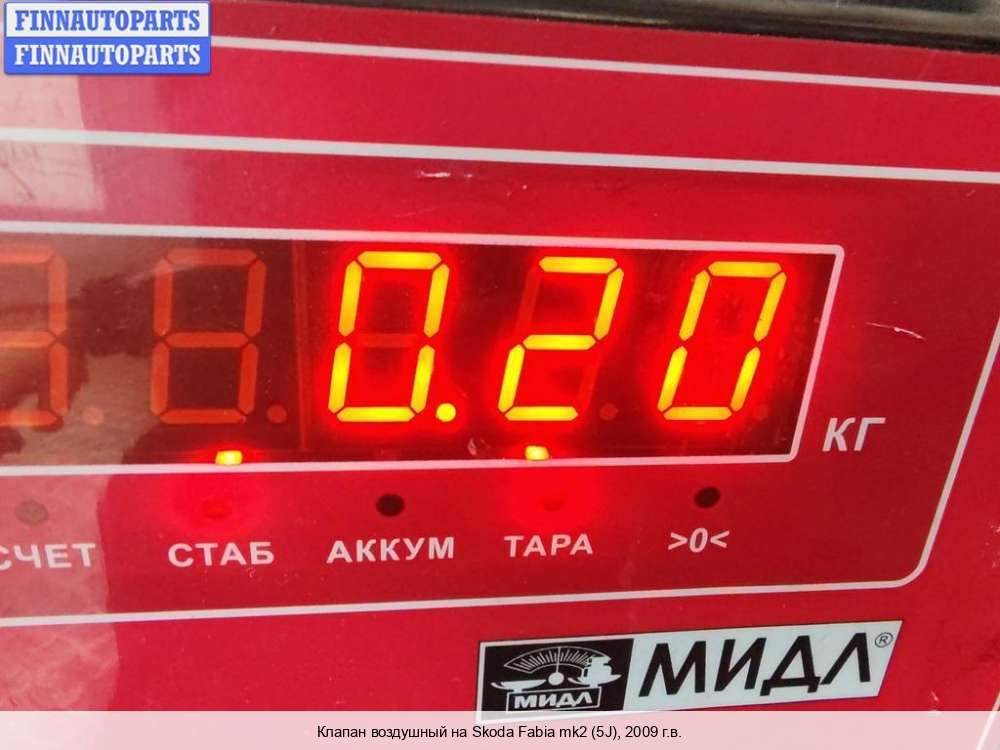 FINNAUTOPARTS
FINNAUTOPARTS
0.20
КГ
СЧЕТ СТАБ АККУМ ТАРА >0<
МИДЛ МИДЛ®
Клапан воздушный на Skoda Fabia mk2 (5J), 2009 г.в.